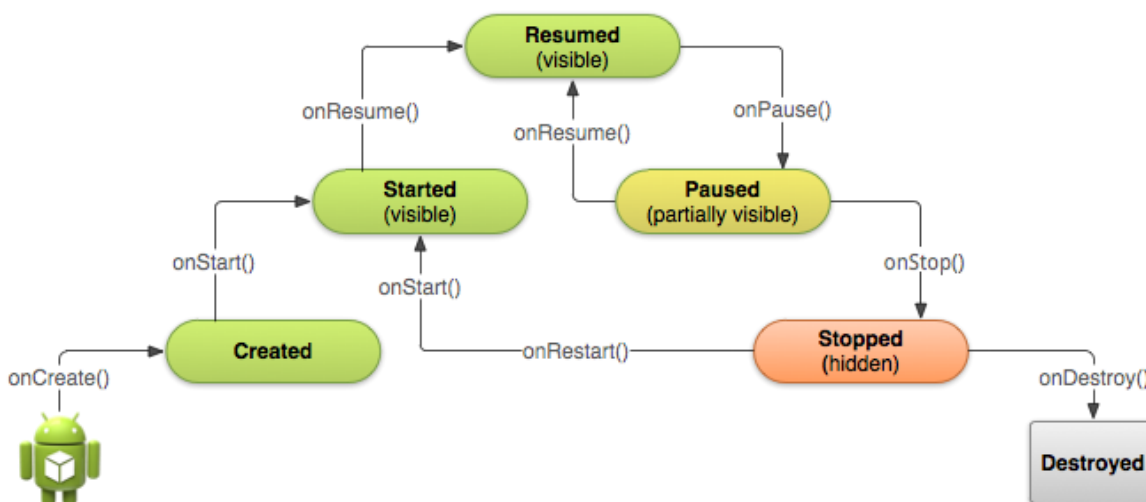 Resumed
(visible)
onResume()
onResume()
onPause()
Started
(visible)
Paused
(partially visible)
onStart()
onStart()
onStop()
Created
onRestart()
Stopped
(hidden)
onCreate()
onDestroy()
Destroyed